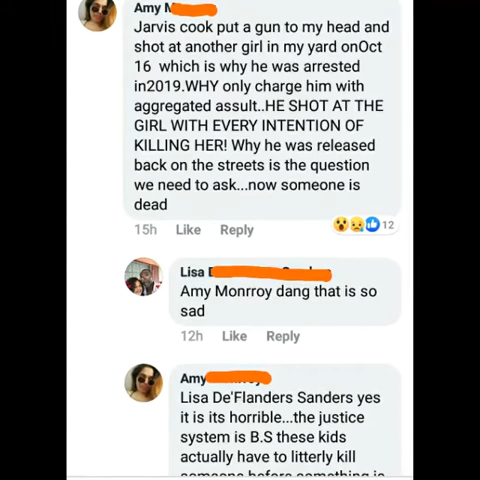 Amy M
Jarvis cook put a gun to my head and
shot at another girl in my yard onOct
16 which is why he was arrested
in2019.WHY only charge him with
aggregated assult..HE SHOT AT THE
GIRL WITH EVERY INTENTION OF
KILLING HER! Why he was released
back on the streets is the question
we need to ask...now someone is
dead
15h Like Reply 12
Lisa
Amy Monrroy dang that is so
sad
12h Like Reply
Amy
Lisa De'Flanders Sanders yes
it is its horrible...the justice
system is B.S these kids
actually have to litterly kill
someone before something is